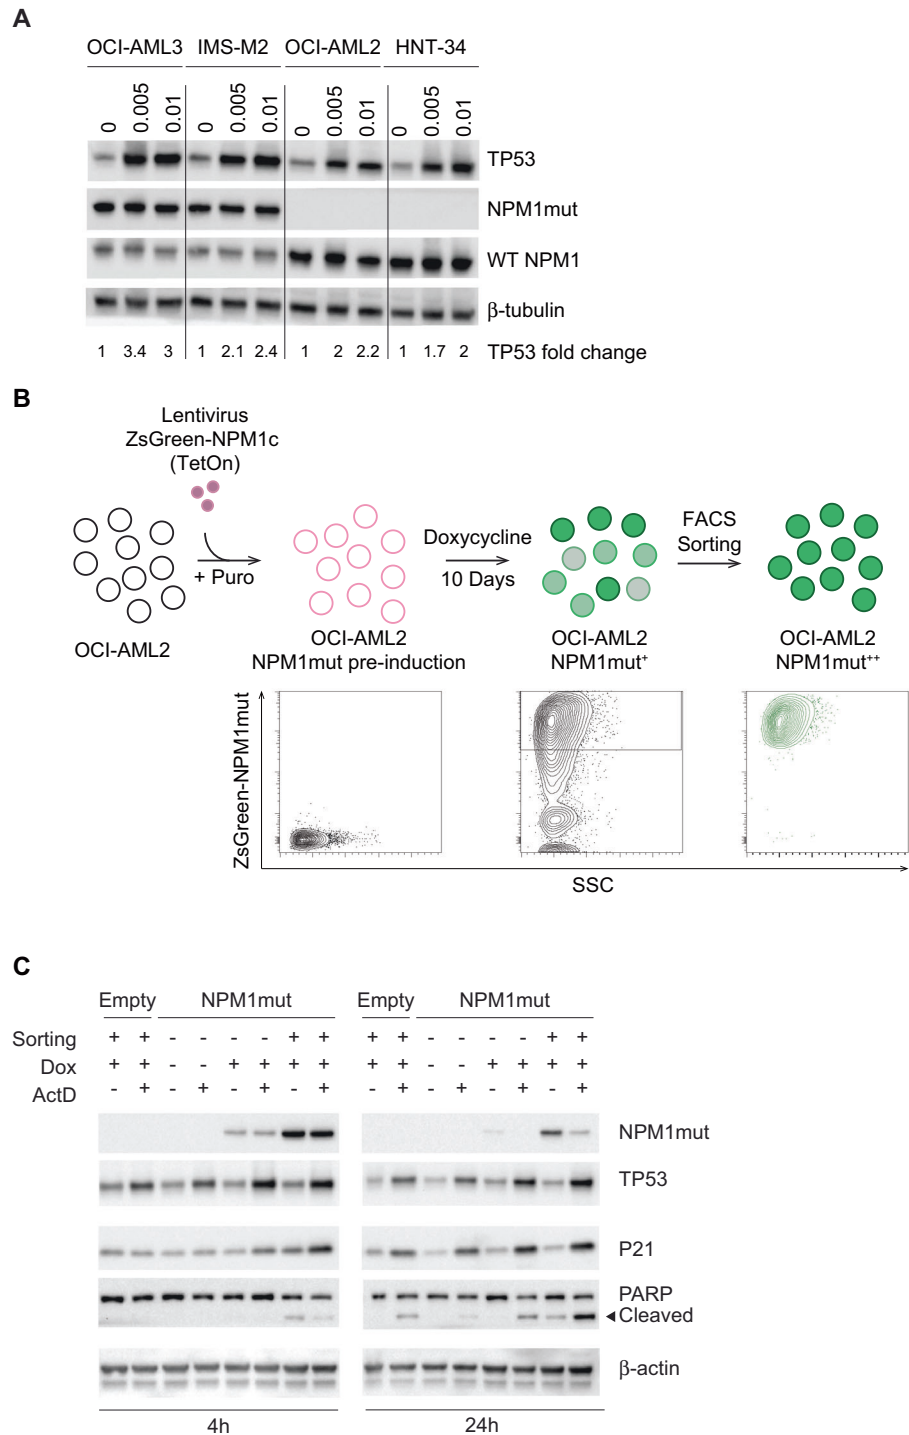 A
OCI-AML3 IMS-M2 OCI-AML2 HNT-34
0 0.005 0.01 0 0.005 0.01 0 0.005 0.01 0 0.005 0.01
TP53
NPM1mut
WT NPM1
β-tubulin
1 3.4 3 1 2.1 2.4 1 2 2.2 1 1.7 2 TP53 fold change
B
Lentivirus
ZsGreen-NPM1c
(TetOn)
+ Puro
Doxycycline
10 Days
FACS
Sorting
OCI-AML2
OCI-AML2
NPM1mut pre-induction
OCI-AML2
NPM1mut⁺
OCI-AML2
NPM1mut⁺⁺
ZsGreen-NPM1mut
SSC
C
Empty NPM1mut Empty NPM1mut
Sorting + + - - - - + + + + - - - - + +
Dox + + - - + + + + + + - - + + + +
ActD - + - + - + - + - + - + - + - +
NPM1mut
TP53
P21
PARP
◄Cleaved
β-actin
4h 24h